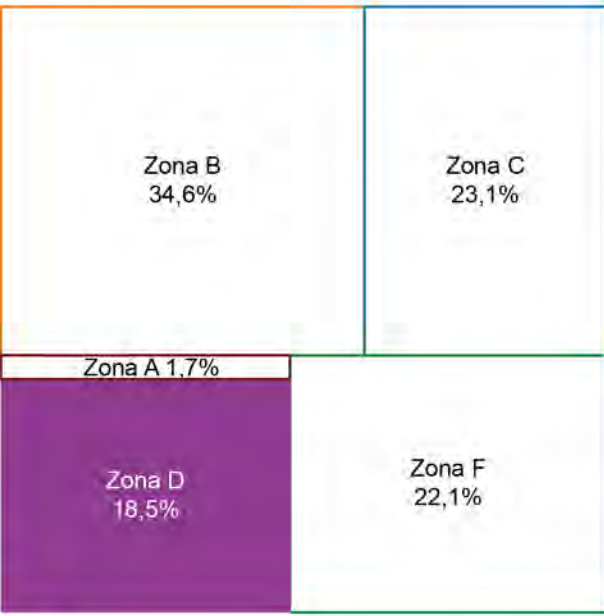 Zona B
34,6%
Zona C
23,1%
Zona A 1,7%
Zona D
18,5%
Zona F
22,1%